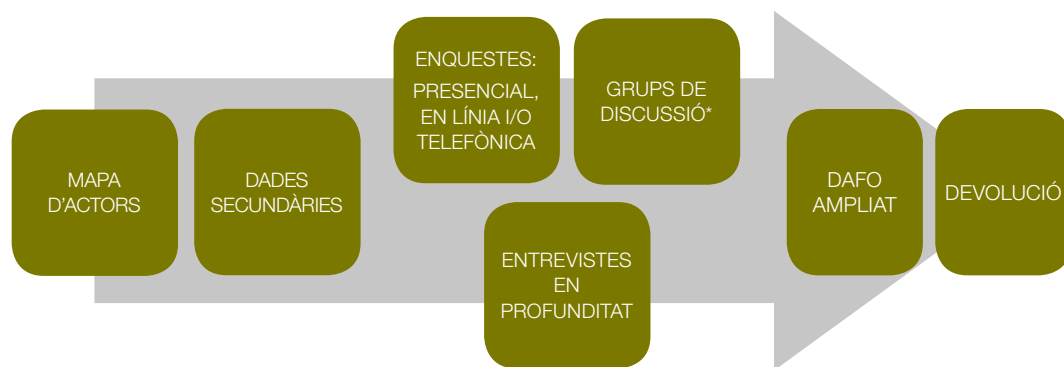 MAPA
D'ACTORS
DADES
SECUNDÀRIES
ENQUESTES:
PRESENCIAL,
EN LÍNIA I/O
TELEFÒNICA
GRUPS DE
DISCUSSIÓ*
ENTREVISTES
EN
PROFUNDITAT
DAFO
AMPLIAT
DEVOLUCIÓ